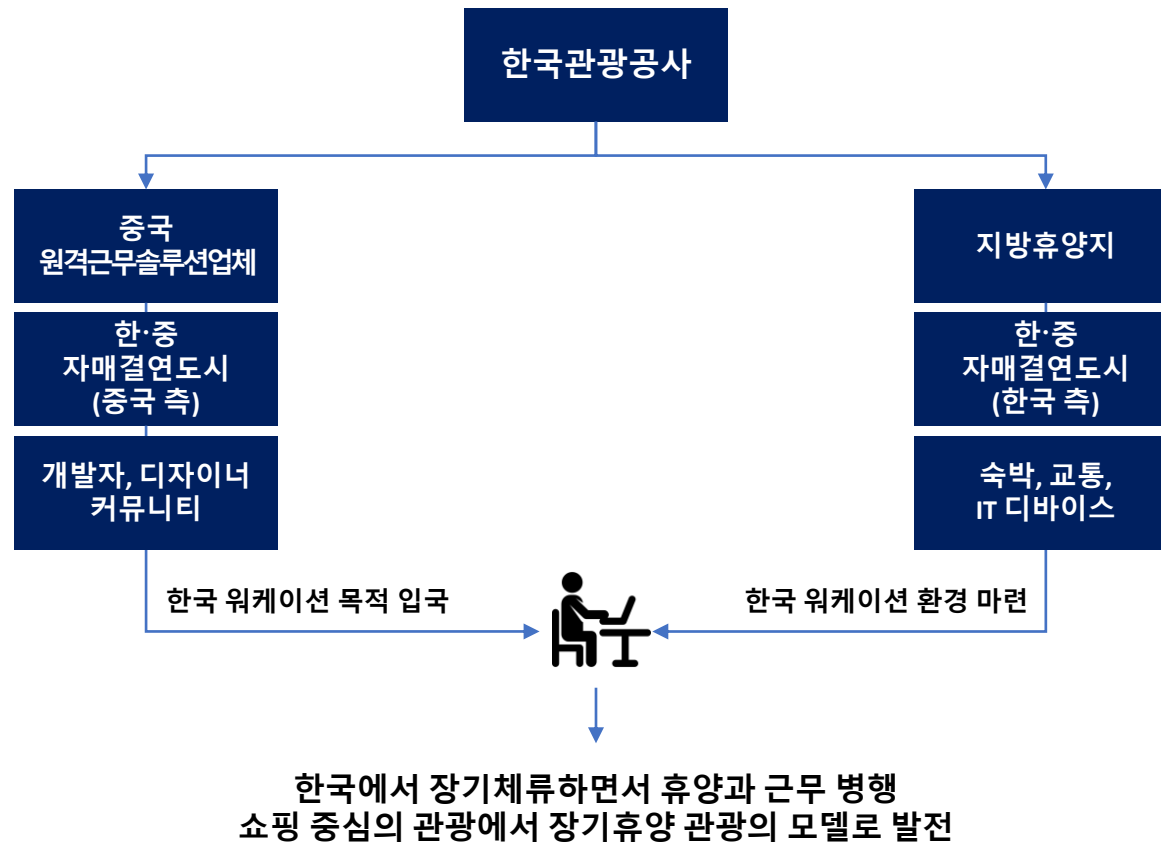 한국관광공사
중국
원격근무솔루션업체
한·중
자매결연도시
(중국 측)
개발자, 디자이너
커뮤니티
지방휴양지
한·중
자매결연도시
(한국 측)
숙박, 교통,
IT 디바이스
한국 워케이션 목적 입국
한국 워케이션 환경 마련
한국에서 장기체류하면서 휴양과 근무 병행
쇼핑 중심의 관광에서 장기휴양 관광의 모델로 발전